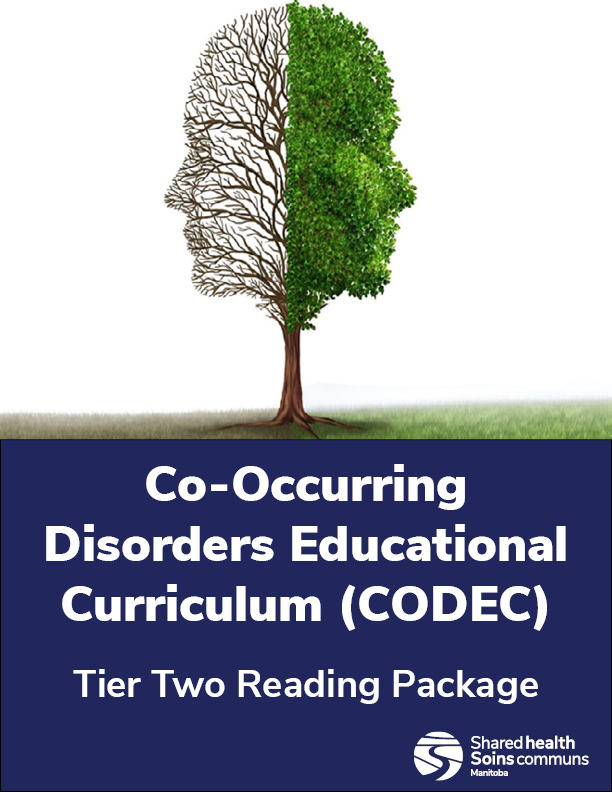 Co-Occurring
Disorders Educational
Curriculum (CODEC)
Tier Two Reading Package
Shared health
Soins communs
Manitoba